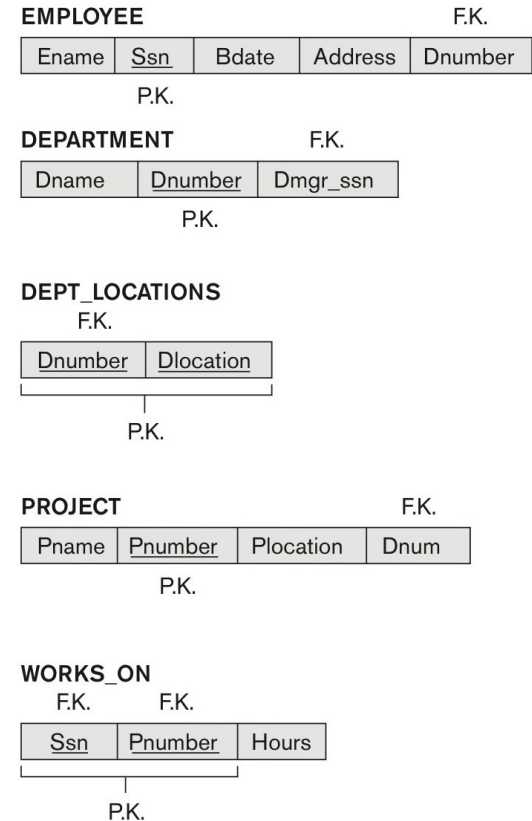 EMPLOYEE F.K.
Ename Ssn Bdate Address Dnumber
P.K.
DEPARTMENT F.K.
Dname Dnumber Dmgr_ssn
P.K.
DEPT_LOCATIONS
F.K.
Dnumber Dlocation
P.K.
PROJECT F.K.
Pname Pnumber Plocation Dnum
P.K.
WORKS_ON
F.K. F.K.
Ssn Pnumber Hours
P.K.